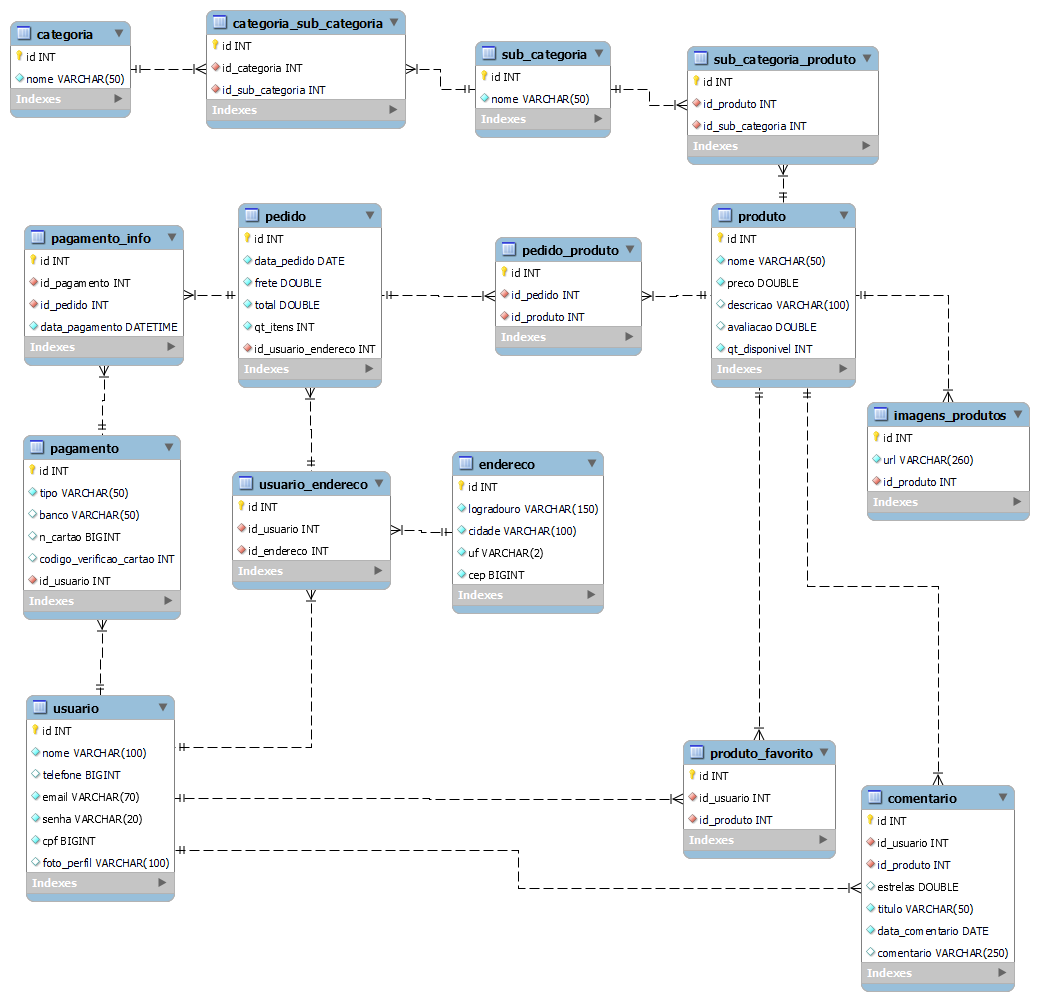 categoria
id INT
nome VARCHAR(50)
Indexes
categoria_sub_categoria
id INT
id_categoria INT
id_sub_categoria INT
Indexes
sub_categoria
id INT
nome VARCHAR(50)
Indexes
sub_categoria_produto
id INT
id_produto INT
id_sub_categoria INT
Indexes
pagamento_info
id INT
id_pagamento INT
id_pedido INT
data_pagamento DATETIME
Indexes
pedido
id INT
data_pedido DATE
frete DOUBLE
total DOUBLE
qt_itens INT
id_usuario_endereco INT
Indexes
pedido_produto
id INT
id_pedido INT
id_produto INT
Indexes
produto
id INT
nome VARCHAR(50)
preco DOUBLE
descricao VARCHAR(100)
avaliacao DOUBLE
qt_disponivel INT
Indexes
imagens_produtos
id INT
url VARCHAR(260)
id_produto INT
Indexes
pagamento
id INT
tipo VARCHAR(50)
banco VARCHAR(50)
n_cartao BIGINT
codigo_verificao_cartao INT
id_usuario INT
Indexes
usuario_endereco
id INT
id_usuario INT
id_endereco INT
Indexes
endereco
id INT
logradouro VARCHAR(150)
cidade VARCHAR(100)
uf VARCHAR(2)
cep BIGINT
Indexes
usuario
id INT
nome VARCHAR(100)
telefone BIGINT
email VARCHAR(70)
senha VARCHAR(20)
cpf BIGINT
foto_perfil VARCHAR(100)
Indexes
produto_favorito
id INT
id_usuario INT
id_produto INT
Indexes
comentario
id INT
id_usuario INT
id_produto INT
estrelas DOUBLE
titulo VARCHAR(50)
data_comentario DATE
comentario VARCHAR(250)
Indexes